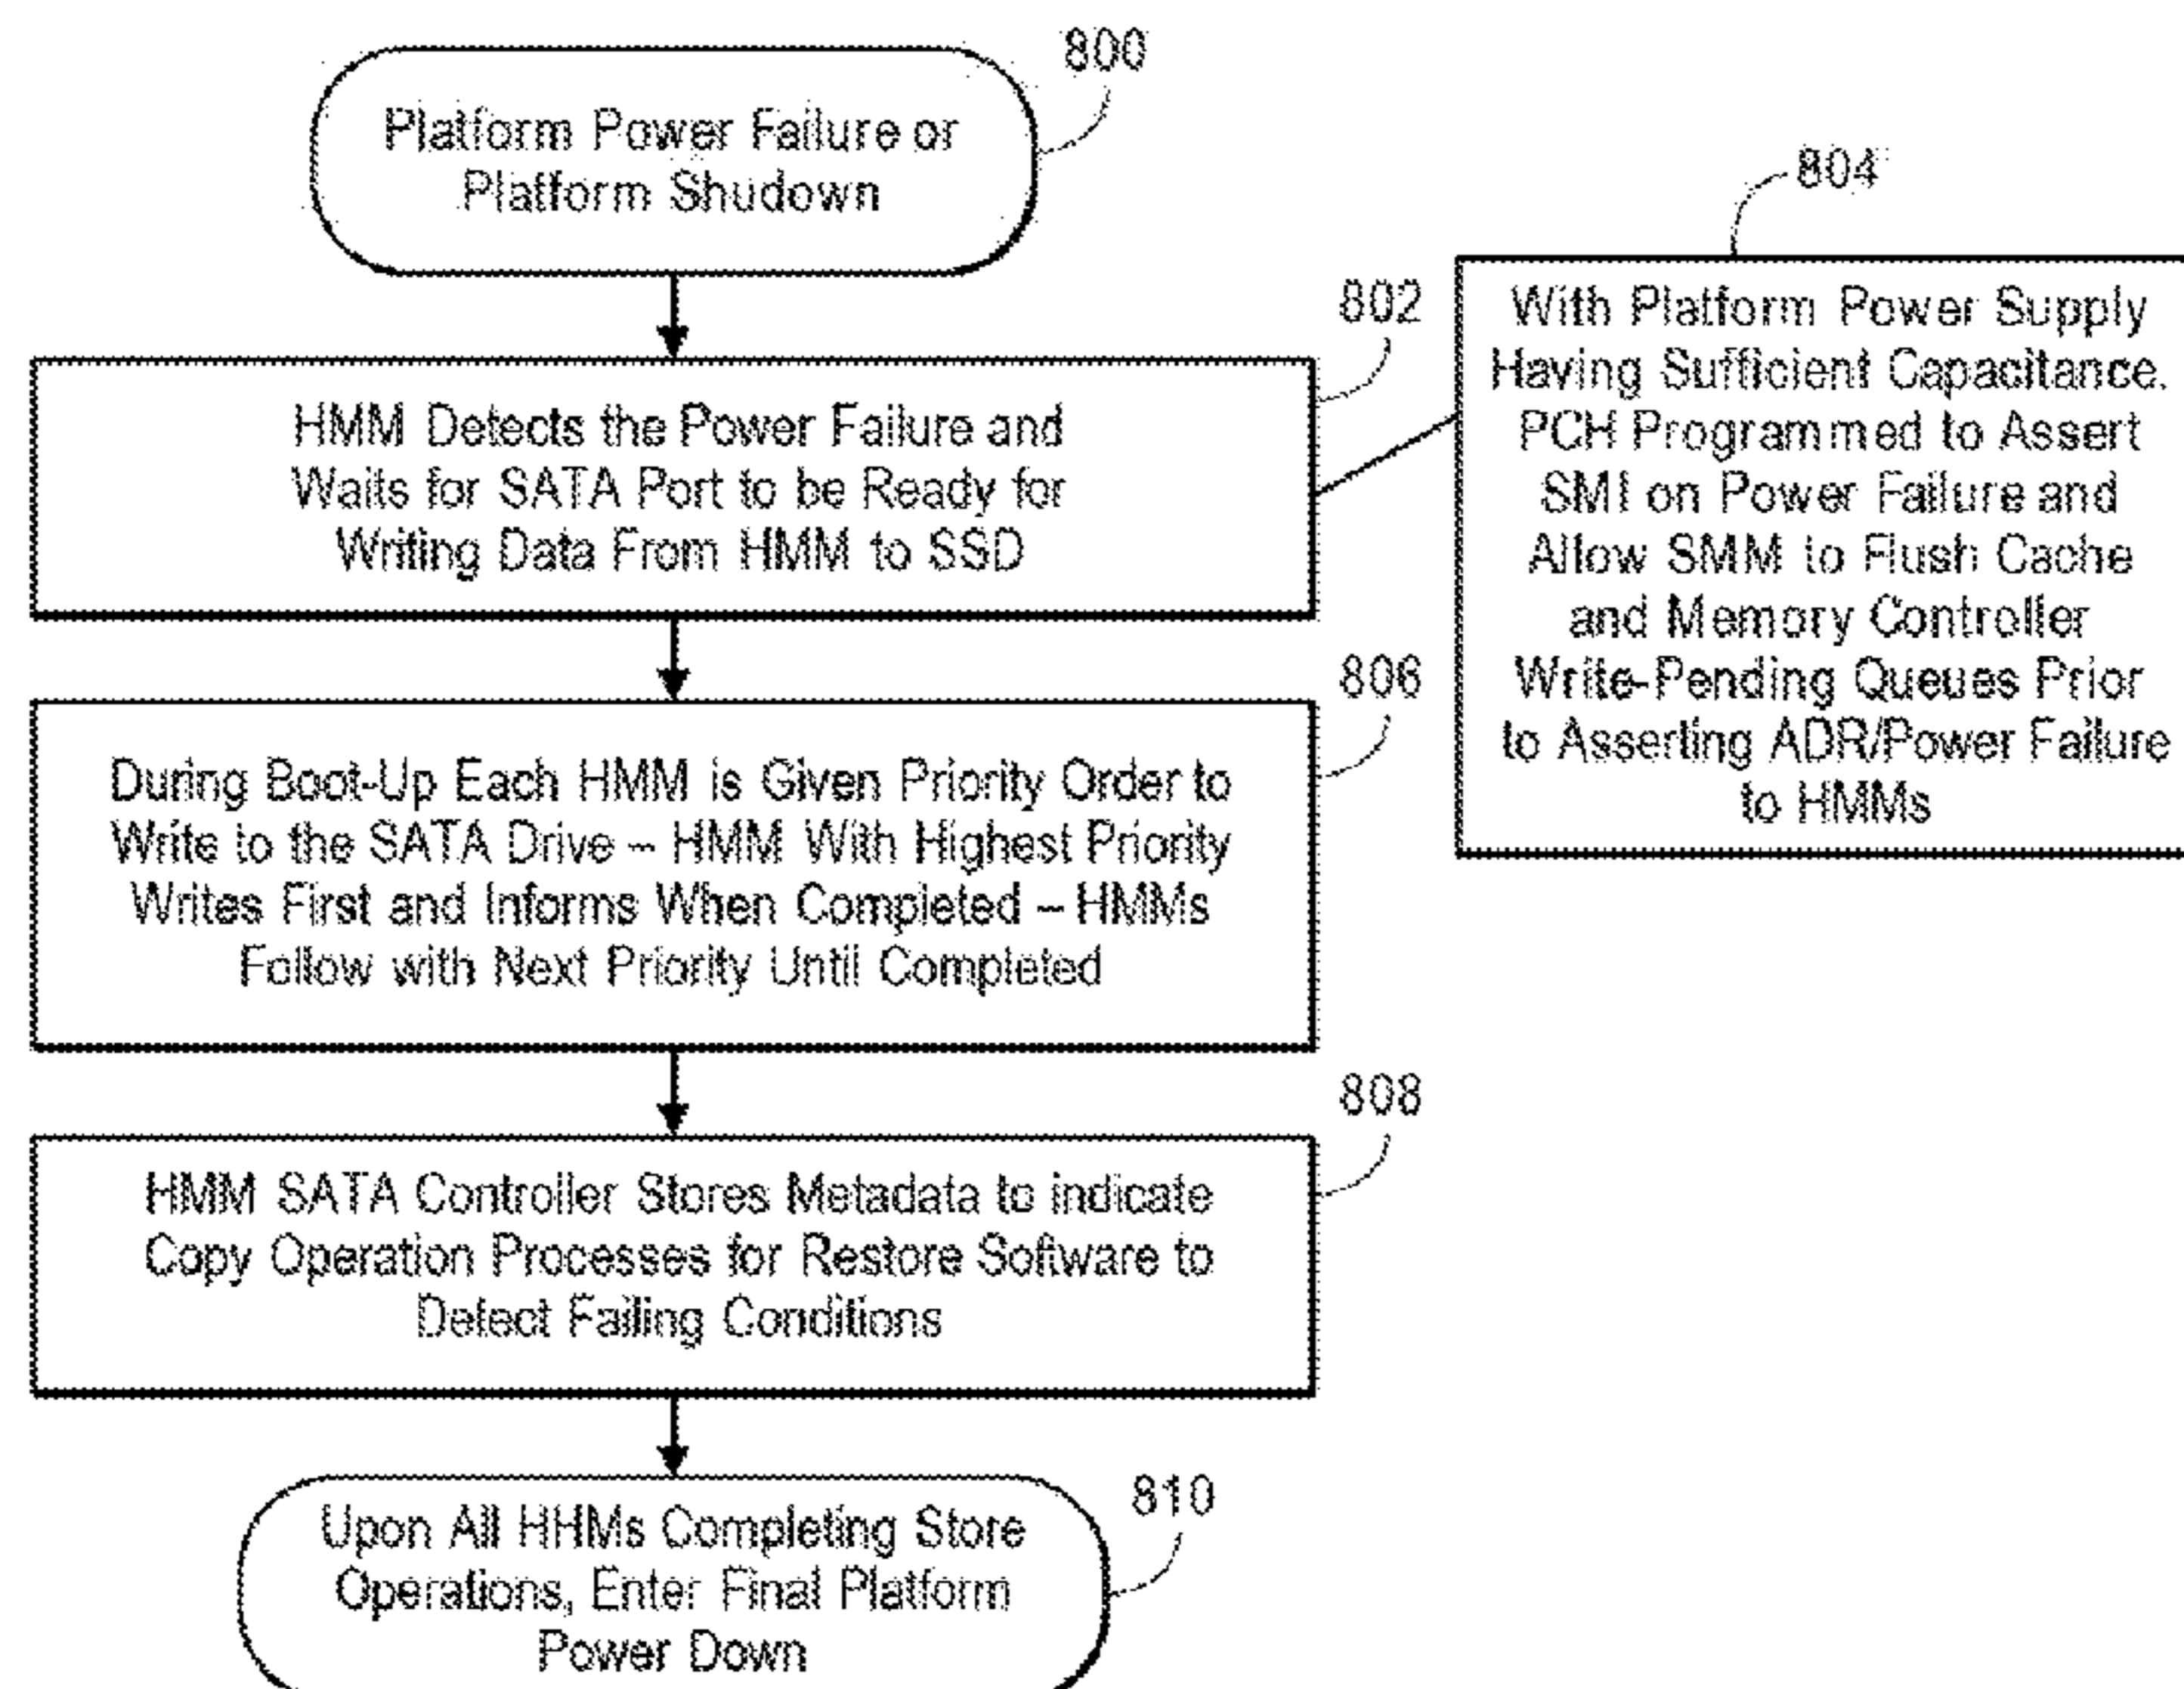 800
Platform Power Failure or
Platform Shudown
802
HMM Detects the Power Failure and
Waits for SATA Port to be Ready for
Writing Data From HMM to SSD
804
With Platform Power Supply
Having Sufficient Capacitance.
PCH Programmed to Assert
SMI on Power Failure and
Allow SMM to Flush Cache
and Memory Controller
Write-Pending Queues Prior
to Asserting ADR/Power Failure
to HMMs
806
During Boot-Up Each HMM is Given Priority Order to
Write to the SATA Drive – HMM With Highest Priority
Writes First and Informs When Completed – HMMs
Follow with Next Priority Until Completed
808
HMM SATA Controller Stores Metadata to indicate
Copy Operation Processes for Restore Software to
Detect Failing Conditions
810
Upon All HHMs Completing Store
Operations, Enter Final Platform
Power Down